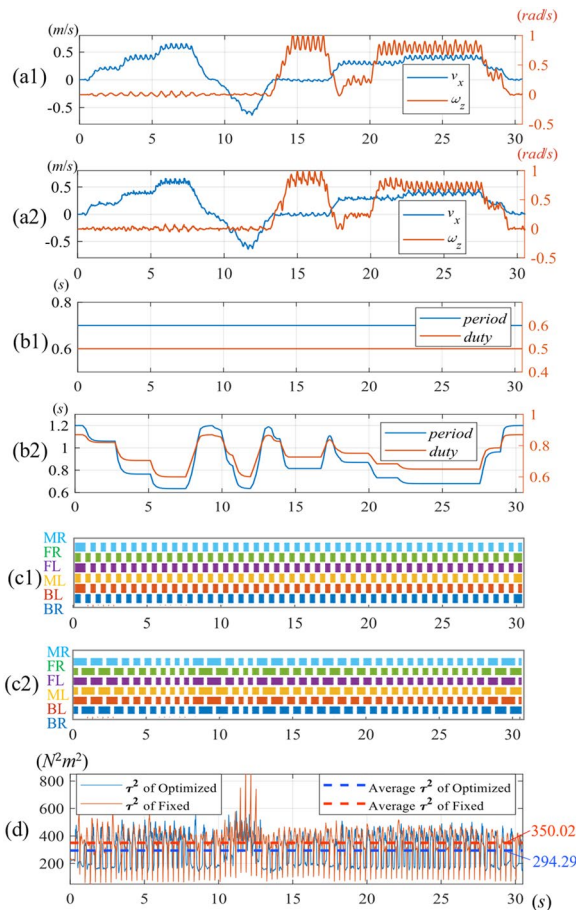 (m/s) (rad/s)
(a1) 0.5 0 -0.5 1 0.5 0 -0.5
v_x
ω_z
0 5 10 15 20 25 30
(m/s) (rad/s)
(a2) 0.5 0 -0.5 1 0.5 0 -0.5
v_x
ω_z
0 5 10 15 20 25 30
(s)
(b1) 0.8 0.6 0.6 0.5 0.4
period
duty
0 5 10 15 20 25 30
(s)
(b2) 1.2 1 0.8 0.6 1 0.8 0.6
period
duty
0 5 10 15 20 25 30
(c1)
MR
FR
FL
ML
BL
BR
0 5 10 15 20 25 30
(c2)
MR
FR
FL
ML
BL
BR
0 5 10 15 20 25 30
(N²m²)
(d) 800 600 400 200
τ² of Optimized
τ² of Fixed
Average τ² of Optimized
Average τ² of Fixed
350.02
294.29
0 5 10 15 20 25 30 (s)